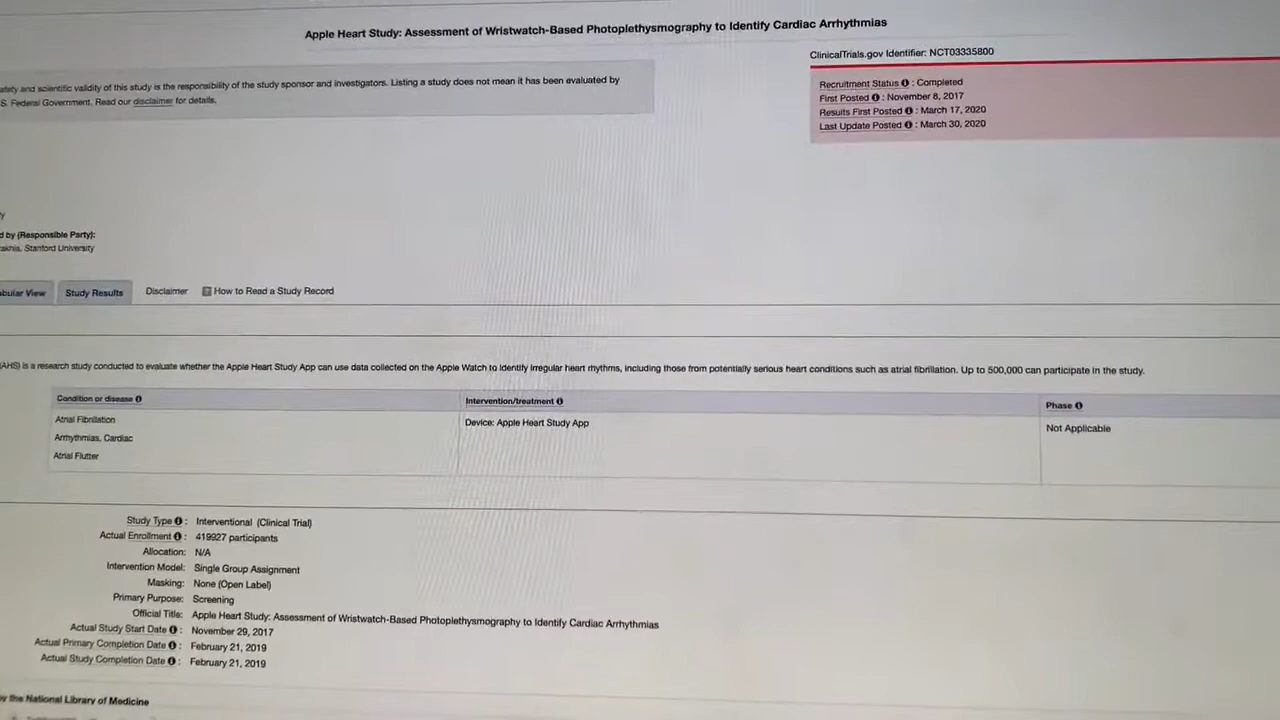 Apple Heart Study: Assessment of Wristwatch-Based Photoplethysmography to Identify Cardiac Arrhythmias
ClinicalTrials.gov Identifier: NCT03335800
safety and scientific validity of this study is the responsibility of the study sponsor and investigators. Listing a study does not mean it has been evaluated by
S. Federal Government. Read our disclaimer for details.
Recruitment Status : Completed
First Posted : November 8, 2017
Results First Posted : March 17, 2020
Last Update Posted : March 30, 2020
y
d by (Responsible Party):
Stanford University
bular View
Study Results
Disclaimer
How to Read a Study Record
(AHS) is a research study conducted to evaluate whether the Apple Heart Study App can use data collected on the Apple Watch to identify irregular heart rhythms, including those from potentially serious heart conditions such as atrial fibrillation. Up to 500,000 can participate in the study.
Condition or disease Intervention/treatment Phase
Atrial Fibrillation Device: Apple Heart Study App Not Applicable
Arrhythmias, Cardiac
Atrial Flutter
Study Type : Interventional (Clinical Trial)
Actual Enrollment : 419927 participants
Allocation: N/A
Intervention Model: Single Group Assignment
Masking: None (Open Label)
Primary Purpose: Screening
Official Title: Apple Heart Study: Assessment of Wristwatch-Based Photoplethysmography to Identify Cardiac Arrhythmias
Actual Study Start Date : November 29, 2017
Actual Primary Completion Date : February 21, 2019
Actual Study Completion Date : February 21, 2019
by the National Library of Medicine